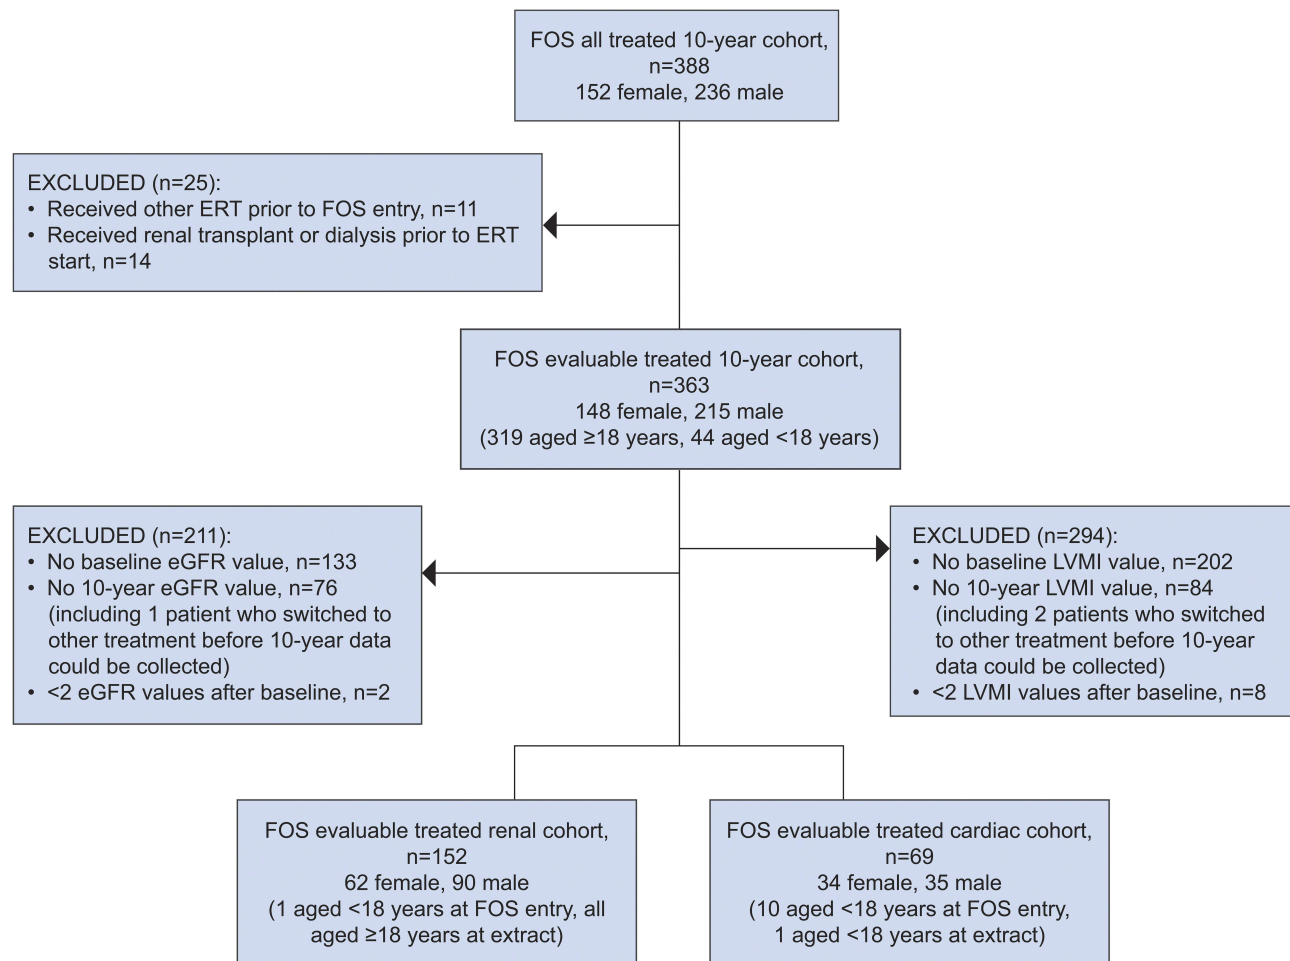 FOS all treated 10-year cohort,
n=388
152 female, 236 male
EXCLUDED (n=25):
• Received other ERT prior to FOS entry, n=11
• Received renal transplant or dialysis prior to ERT
start, n=14
FOS evaluable treated 10-year cohort,
n=363
148 female, 215 male
(319 aged ≥18 years, 44 aged <18 years)
EXCLUDED (n=211):
• No baseline eGFR value, n=133
• No 10-year eGFR value, n=76
(including 1 patient who switched to
other treatment before 10-year data
could be collected)
• <2 eGFR values after baseline, n=2
EXCLUDED (n=294):
• No baseline LVMI value, n=202
• No 10-year LVMI value, n=84
(including 2 patients who switched
to other treatment before 10-year
data could be collected)
• <2 LVMI values after baseline, n=8
FOS evaluable treated renal cohort,
n=152
62 female, 90 male
(1 aged <18 years at FOS entry, all
aged ≥18 years at extract)
FOS evaluable treated cardiac cohort,
n=69
34 female, 35 male
(10 aged <18 years at FOS entry,
1 aged <18 years at extract)